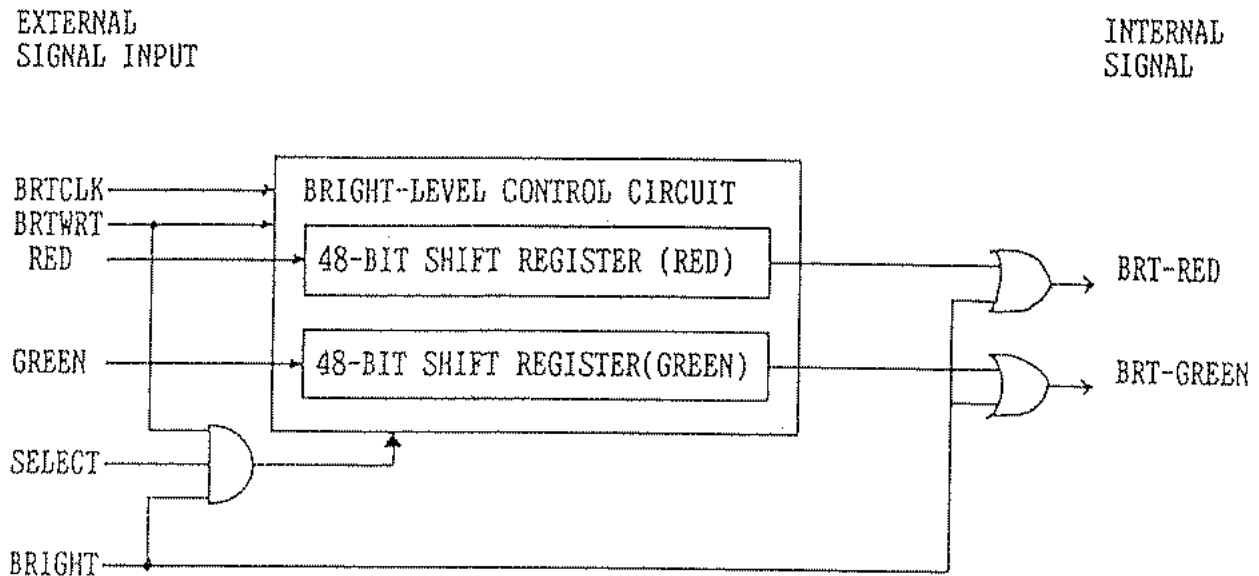 EXTERNAL
SIGNAL INPUT
INTERNAL
SIGNAL
BRTCLK
BRTWRT
RED
GREEN
SELECT
BRIGHT
BRIGHT-LEVEL CONTROL CIRCUIT
48-BIT SHIFT REGISTER (RED)
48-BIT SHIFT REGISTER(GREEN)
BRT-RED
BRT-GREEN